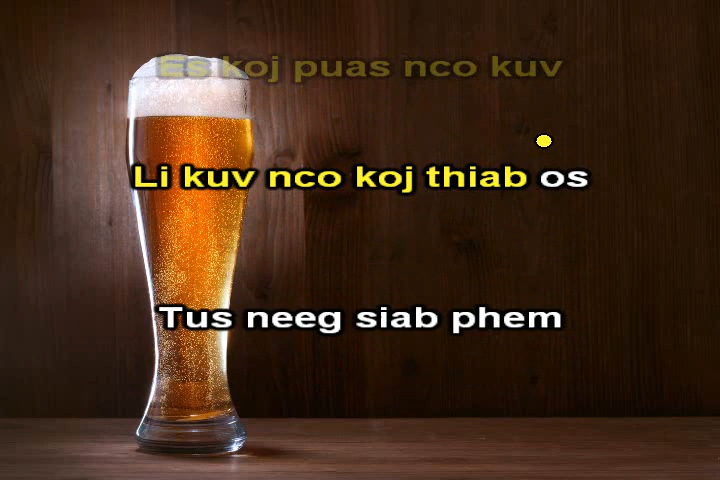 Es koj puas nco kuv
Li kuv nco koj thiab os
Tus neeg siab phem